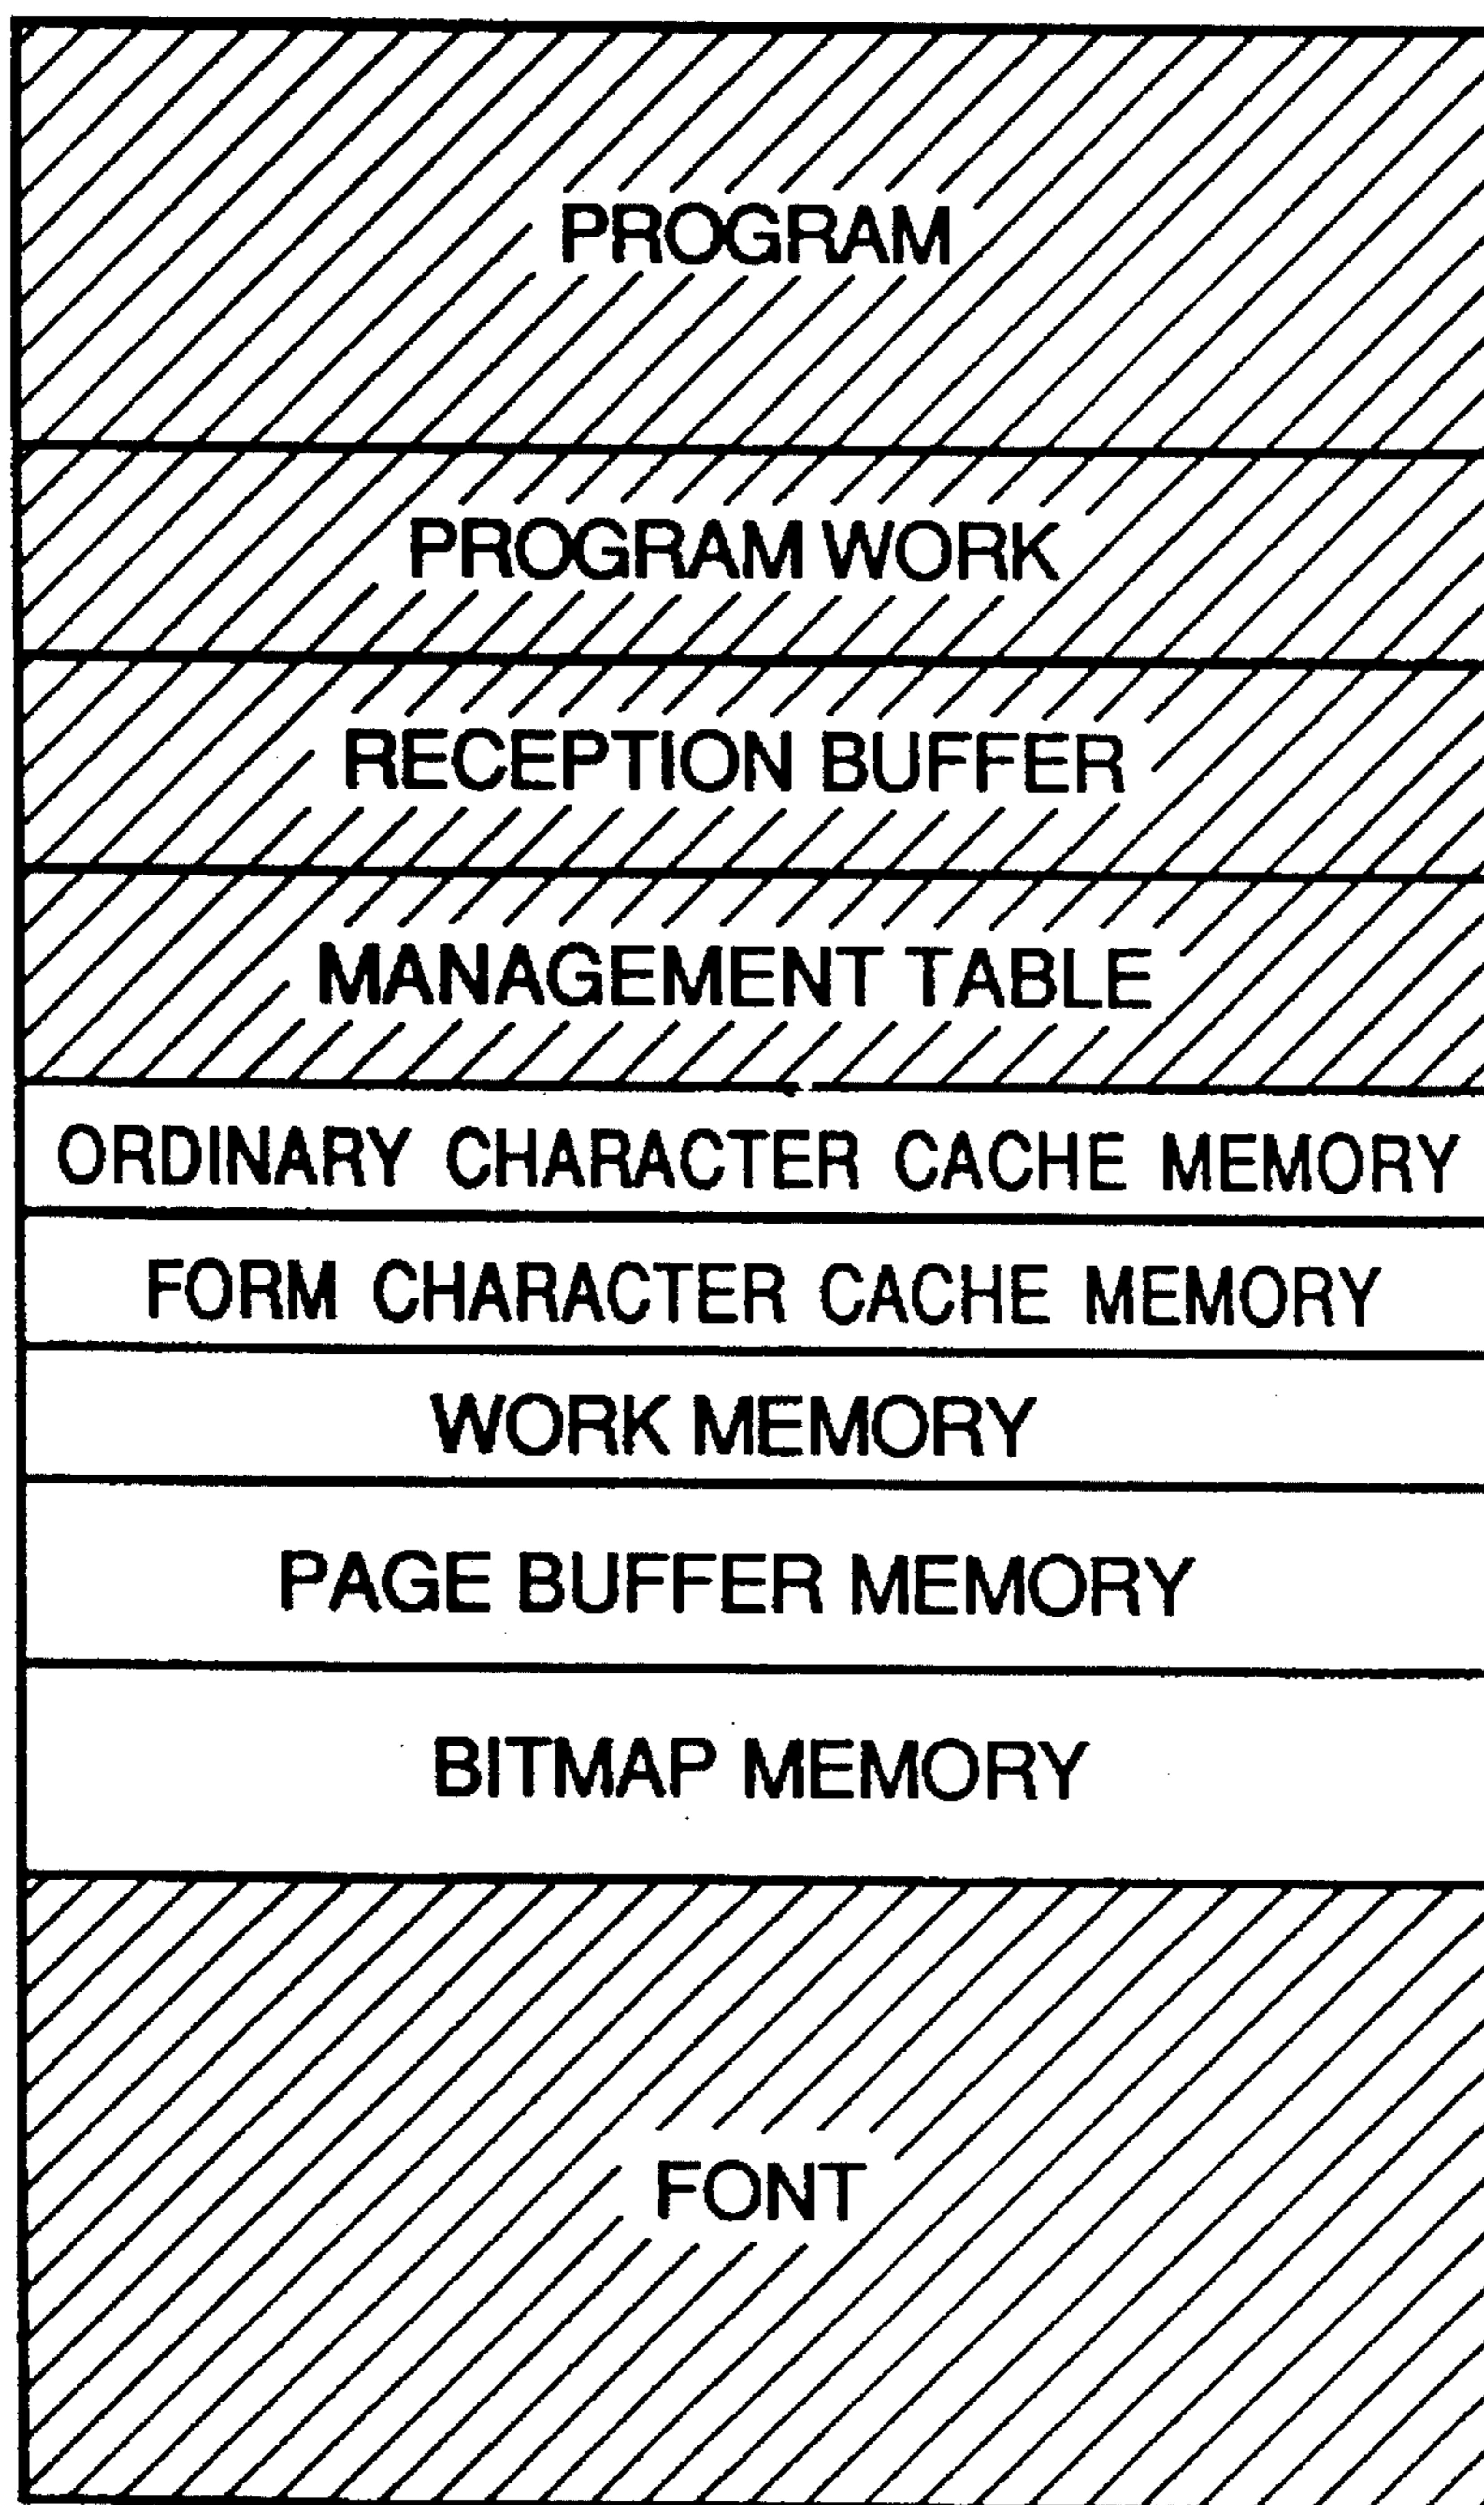 PROGRAM
PROGRAM WORK
RECEPTION BUFFER
MANAGEMENT TABLE
ORDINARY CHARACTER CACHE MEMORY
FORM CHARACTER CACHE MEMORY
WORK MEMORY
PAGE BUFFER MEMORY
BITMAP MEMORY
FONT